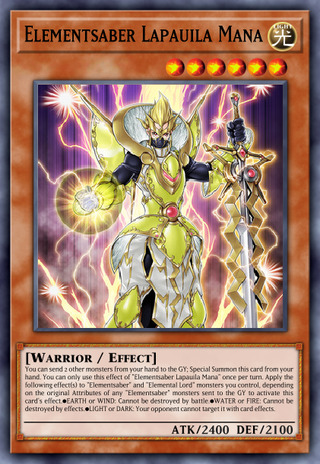 Elementsaber Lapauila Mana
LIGHT
光
[Warrior / Effect]
You can send 2 other monsters from your hand to the GY; Special Summon this card from your
hand. You can only use this effect of "Elementsaber Lapauila Mana" once per turn. Apply the
following effect(s) to "Elementsaber" and "Elemental Lord" monsters you control, depending
on the original Attributes of any "Elementsaber" monsters sent to the GY to activate this
card's effect.●EARTH or WIND: Cannot be destroyed by battle.●WATER or FIRE: Cannot be
destroyed by effects.●LIGHT or DARK: Your opponent cannot target it with card effects.
ATK/2400 DEF/2100